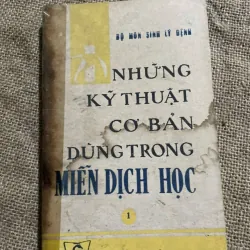 BỘ MÔN SINH LÝ BỆNH
NHỮNG
KỸ THUẬT
CƠ BẢN
DÙNG TRONG
MIỄN DỊCH HỌC
1